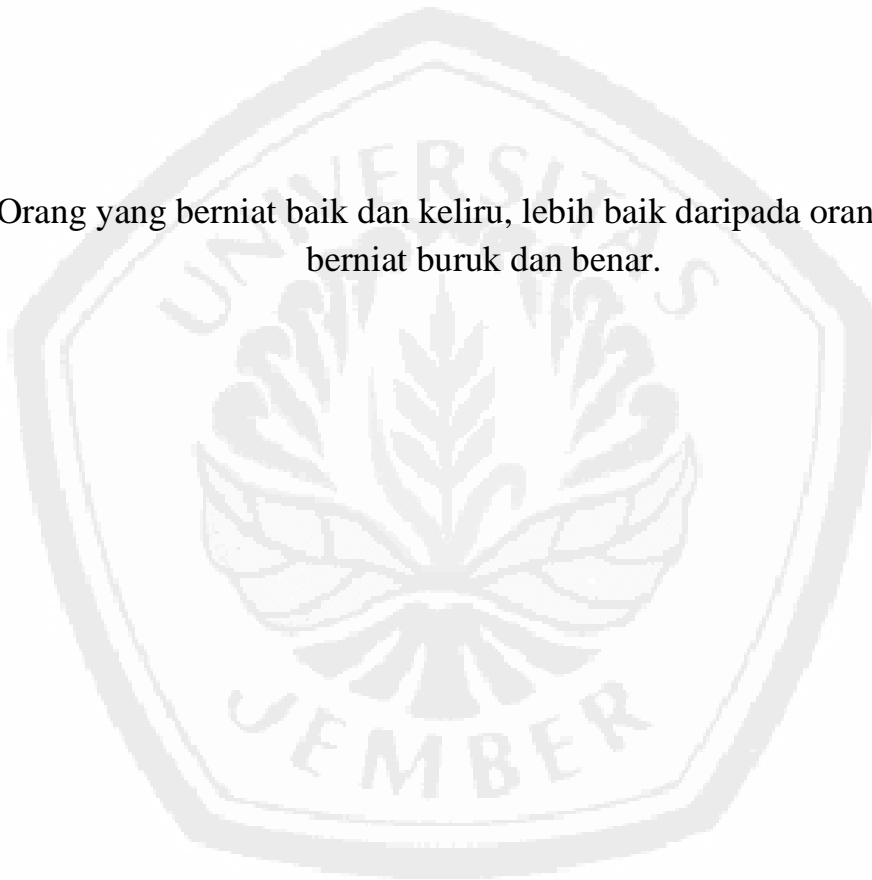 UNIVERSITAS
Orang yang berniat baik dan keliru, lebih baik daripada oran
berniat buruk dan benar.
JEMBER